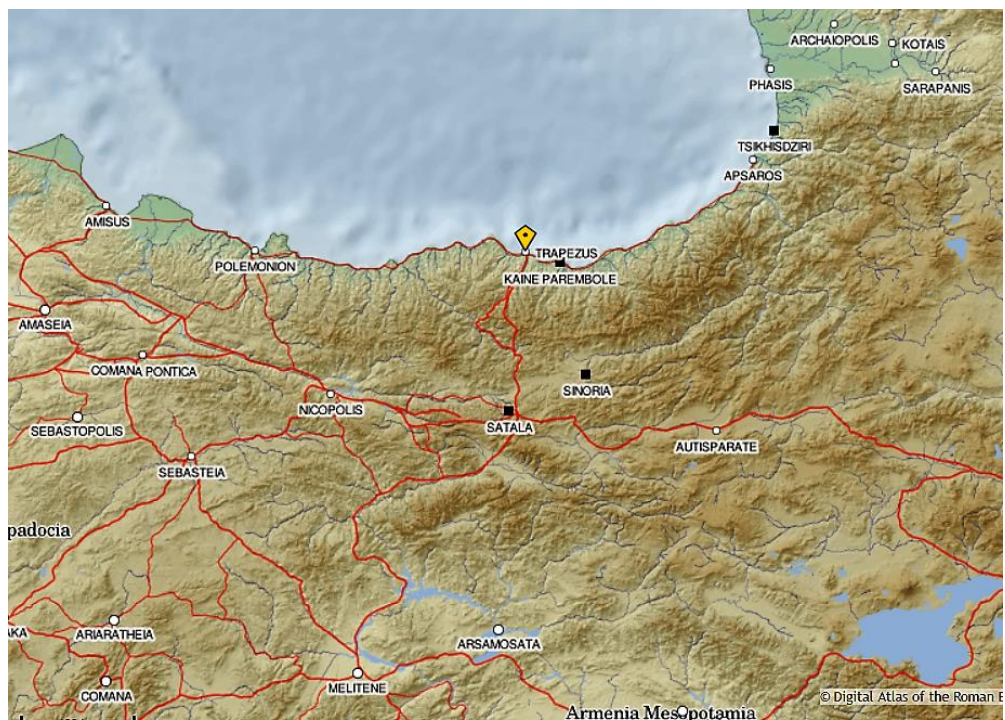 ARCHAIOPOLIS
KOTAIS
PHASIS
SARAPANIS
TSIKHISDZIRI
APSAROS
AMISUS
TRAPEZUS
POLEMONION
KAINE PAREMBOLE
AMASEIA
COMANA PONTICA
SINORIA
NICOPOLIS
SEBASTOPOLIS
SATALA
AUTISPARATE
SEBASTEIA
padocia
AKA
ARIARATHEIA
ARSAMOSATA
MELITENE
COMANA
© Digital Atlas of the Roman E
Armenia Mesopotamia